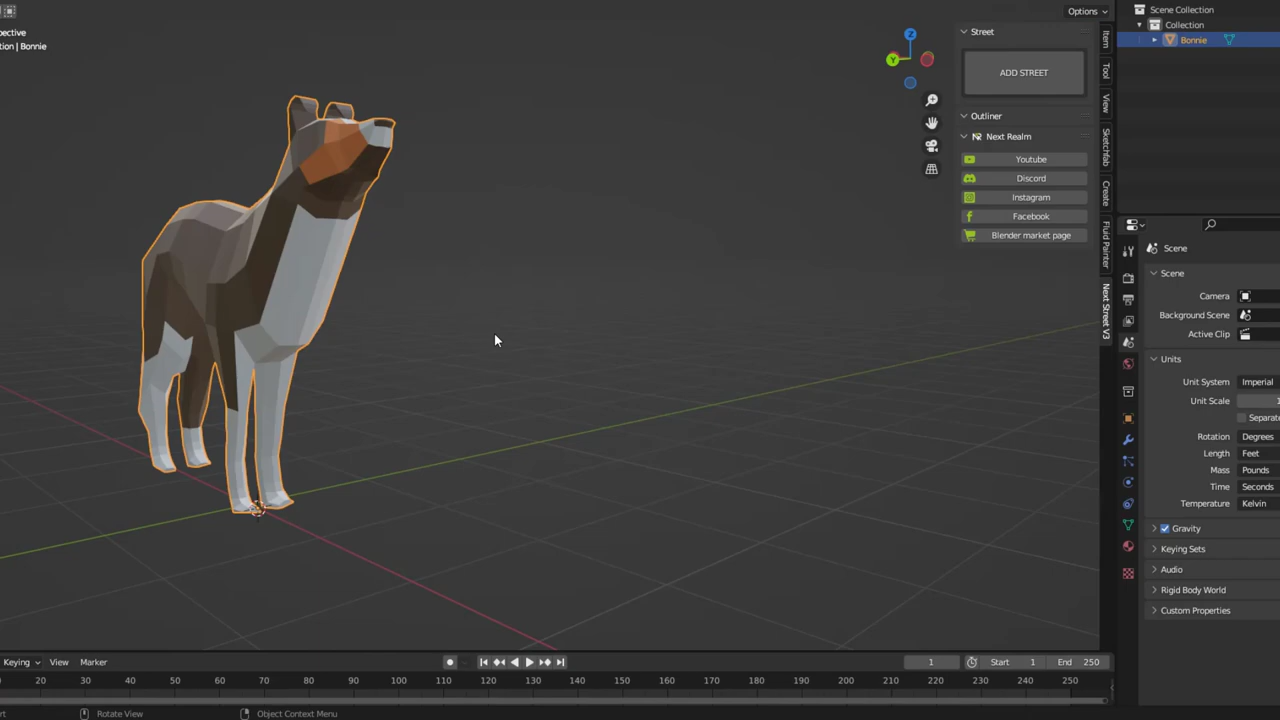 Options
spective
tion | Bonnie
Z
Y
Street
ADD STREET
Outliner
Next Realm
Youtube
Discord
Instagram
Facebook
Blender market page
Item
Tool
View
Sketchfab
Create
Fluid Painter
Next Street V3
Scene Collection
Collection
Bonnie
Scene
Scene
Camera
Background Scene
Active Clip
Units
Unit System Imperial
Unit Scale 1
Separate
Rotation Degrees
Length Feet
Mass Pounds
Time Seconds
Temperature Kelvin
Gravity
Keying Sets
Audio
Rigid Body World
Custom Properties
Keying View Marker 1 Start 1 End 250
20 30 40 50 60 70 80 90 100 110 120 130 140 150 160 170 180 190 200 210 220 230 240 250
Rotate View Object Context Menu